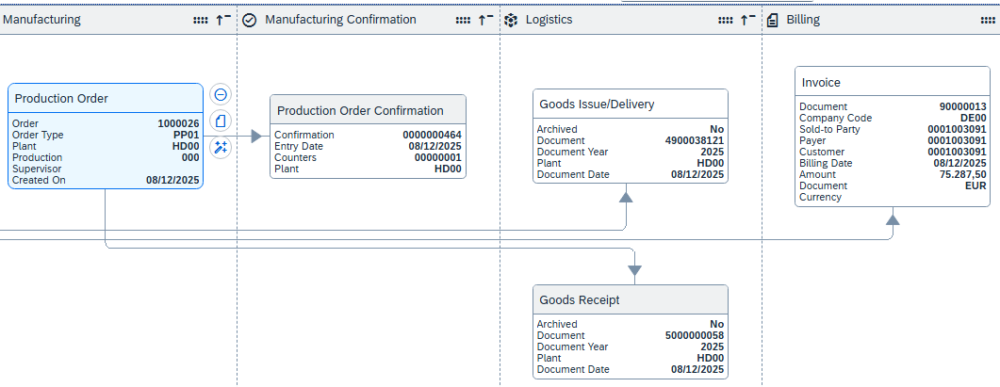 Manufacturing
Manufacturing Confirmation
Logistics
Billing
Production Order
Order 1000026
Order Type PP01
Plant HD00
Production 000
Supervisor
Created On 08/12/2025
Production Order Confirmation
Confirmation 0000000464
Entry Date 08/12/2025
Counters 00000001
Plant HD00
Goods Issue/Delivery
Archived No
Document 4900038121
Document Year 2025
Plant HD00
Document Date 08/12/2025
Invoice
Document 90000013
Company Code DE00
Sold-to Party 0001003091
Payer 0001003091
Customer 0001003091
Billing Date 08/12/2025
Amount 75.287,50
Document EUR
Currency
Goods Receipt
Archived No
Document 5000000058
Document Year 2025
Plant HD00
Document Date 08/12/2025